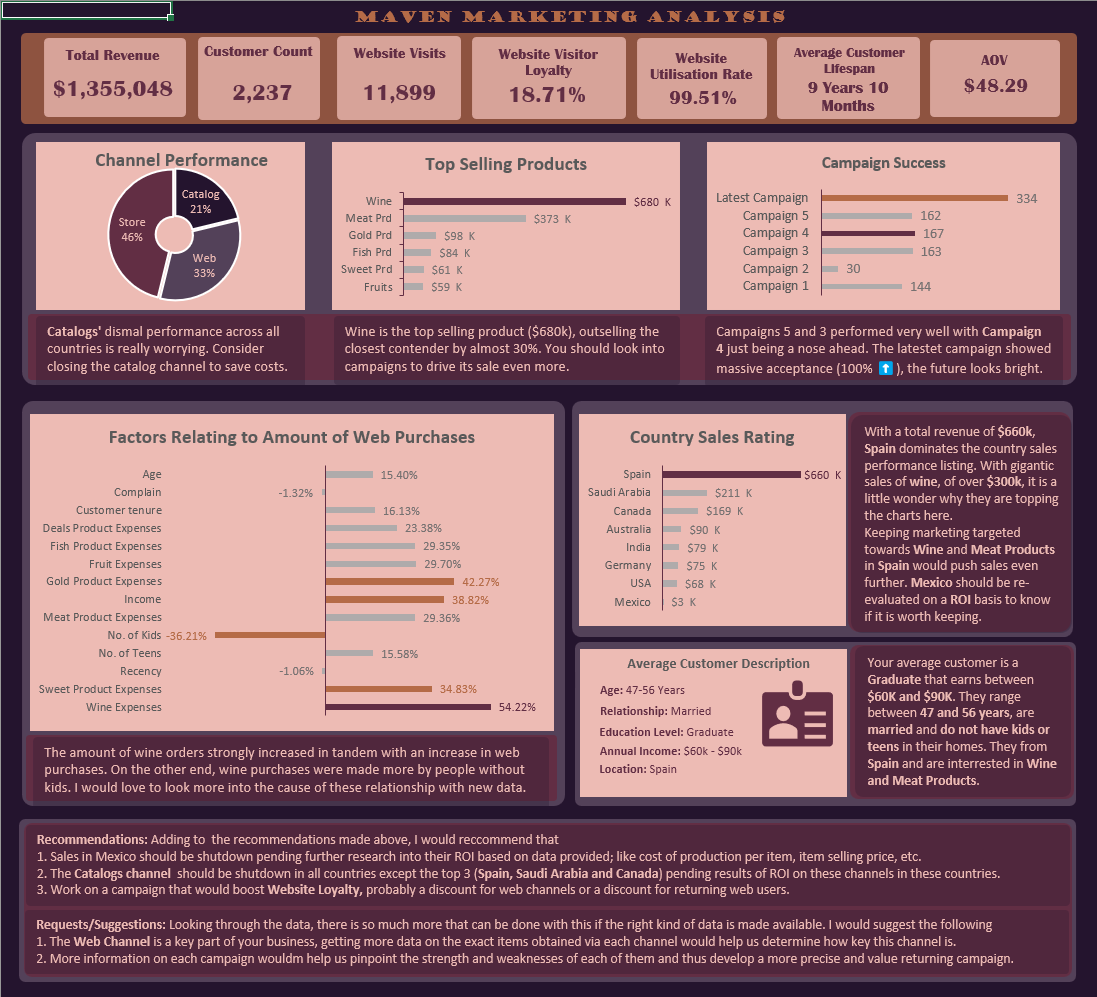 MAVEN MARKETING ANALYSIS
Total Revenue
$1,355,048
Customer Count
2,237
Website Visits
11,899
Website Visitor
Loyalty
18.71%
Website
Utilisation Rate
99.51%
Average Customer
Lifespan
9 Years 10
Months
AOV
$48.29
Channel Performance
Catalog
21%
Store
46%
Web
33%
Catalogs' dismal performance across all
countries is really worrying. Consider
closing the catalog channel to save costs.
Top Selling Products
Wine $680 K
Meat Prd $373 K
Gold Prd $98 K
Fish Prd $84 K
Sweet Prd $61 K
Fruits $59 K
Wine is the top selling product ($680k), outselling the
closest contender by almost 30%. You should look into
campaigns to drive its sale even more.
Campaign Success
Latest Campaign 334
Campaign 5 162
Campaign 4 167
Campaign 3 163
Campaign 2 30
Campaign 1 144
Campaigns 5 and 3 performed very well with Campaign
4 just being a nose ahead. The latestet campaign showed
massive acceptance (100% ⬆ ), the future looks bright.
Factors Relating to Amount of Web Purchases
Age 15.40%
Complain -1.32%
Customer tenure 16.13%
Deals Product Expenses 23.38%
Fish Product Expenses 29.35%
Fruit Expenses 29.70%
Gold Product Expenses 42.27%
Income 38.82%
Meat Product Expenses 29.36%
No. of Kids -36.21%
No. of Teens 15.58%
Recency -1.06%
Sweet Product Expenses 34.83%
Wine Expenses 54.22%
The amount of wine orders strongly increased in tandem with an increase in web
purchases. On the other end, wine purchases were made more by people without
kids. I would love to look more into the cause of these relationship with new data.
Country Sales Rating
Spain $660 K
Saudi Arabia $211 K
Canada $169 K
Australia $90 K
India $79 K
Germany $75 K
USA $68 K
Mexico $3 K
With a total revenue of $660k,
Spain dominates the country sales
performance listing. With gigantic
sales of wine, of over $300k, it is a
little wonder why they are topping
the charts here.
Keeping marketing targeted
towards Wine and Meat Products
in Spain would push sales even
further. Mexico should be re-
evaluated on a ROI basis to know
if it is worth keeping.
Average Customer Description
Age: 47-56 Years
Relationship: Married
Education Level: Graduate
Annual Income: $60k - $90k
Location: Spain
Your average customer is a
Graduate that earns between
$60K and $90K. They range
between 47 and 56 years, are
married and do not have kids or
teens in their homes. They from
Spain and are interrested in Wine
and Meat Products.
Recommendations: Adding to the recommendations made above, I would reccommend that
1. Sales in Mexico should be shutdown pending further research into their ROI based on data provided; like cost of production per item, item selling price, etc.
2. The Catalogs channel should be shutdown in all countries except the top 3 (Spain, Saudi Arabia and Canada) pending results of ROI on these channels in these countries.
3. Work on a campaign that would boost Website Loyalty, probably a discount for web channels or a discount for returning web users.
Requests/Suggestions: Looking through the data, there is so much more that can be done with this if the right kind of data is made available. I would suggest the following
1. The Web Channel is a key part of your business, getting more data on the exact items obtained via each channel would help us determine how key this channel is.
2. More information on each campaign wouldm help us pinpoint the strength and weaknesses of each of them and thus develop a more precise and value returning campaign.